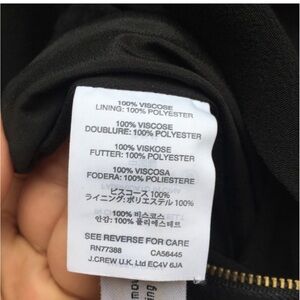 100% VISCOSE
LINING: 100% POLYESTER
100% VISCOSE
DOUBLURE: 100% POLYESTER
100% VISKOSE
FUTTER: 100% POLYESTER
100% VISCOSA
FODERA: 100% POLIESTERE
ビスコース 100%
ライニング: ポリエステル 100%
100% 비스코스
안감: 100% 폴리에스테르
SEE REVERSE FOR CARE
RN77388 CA56445
J.CREW U.K. Ltd EC4V 6JA